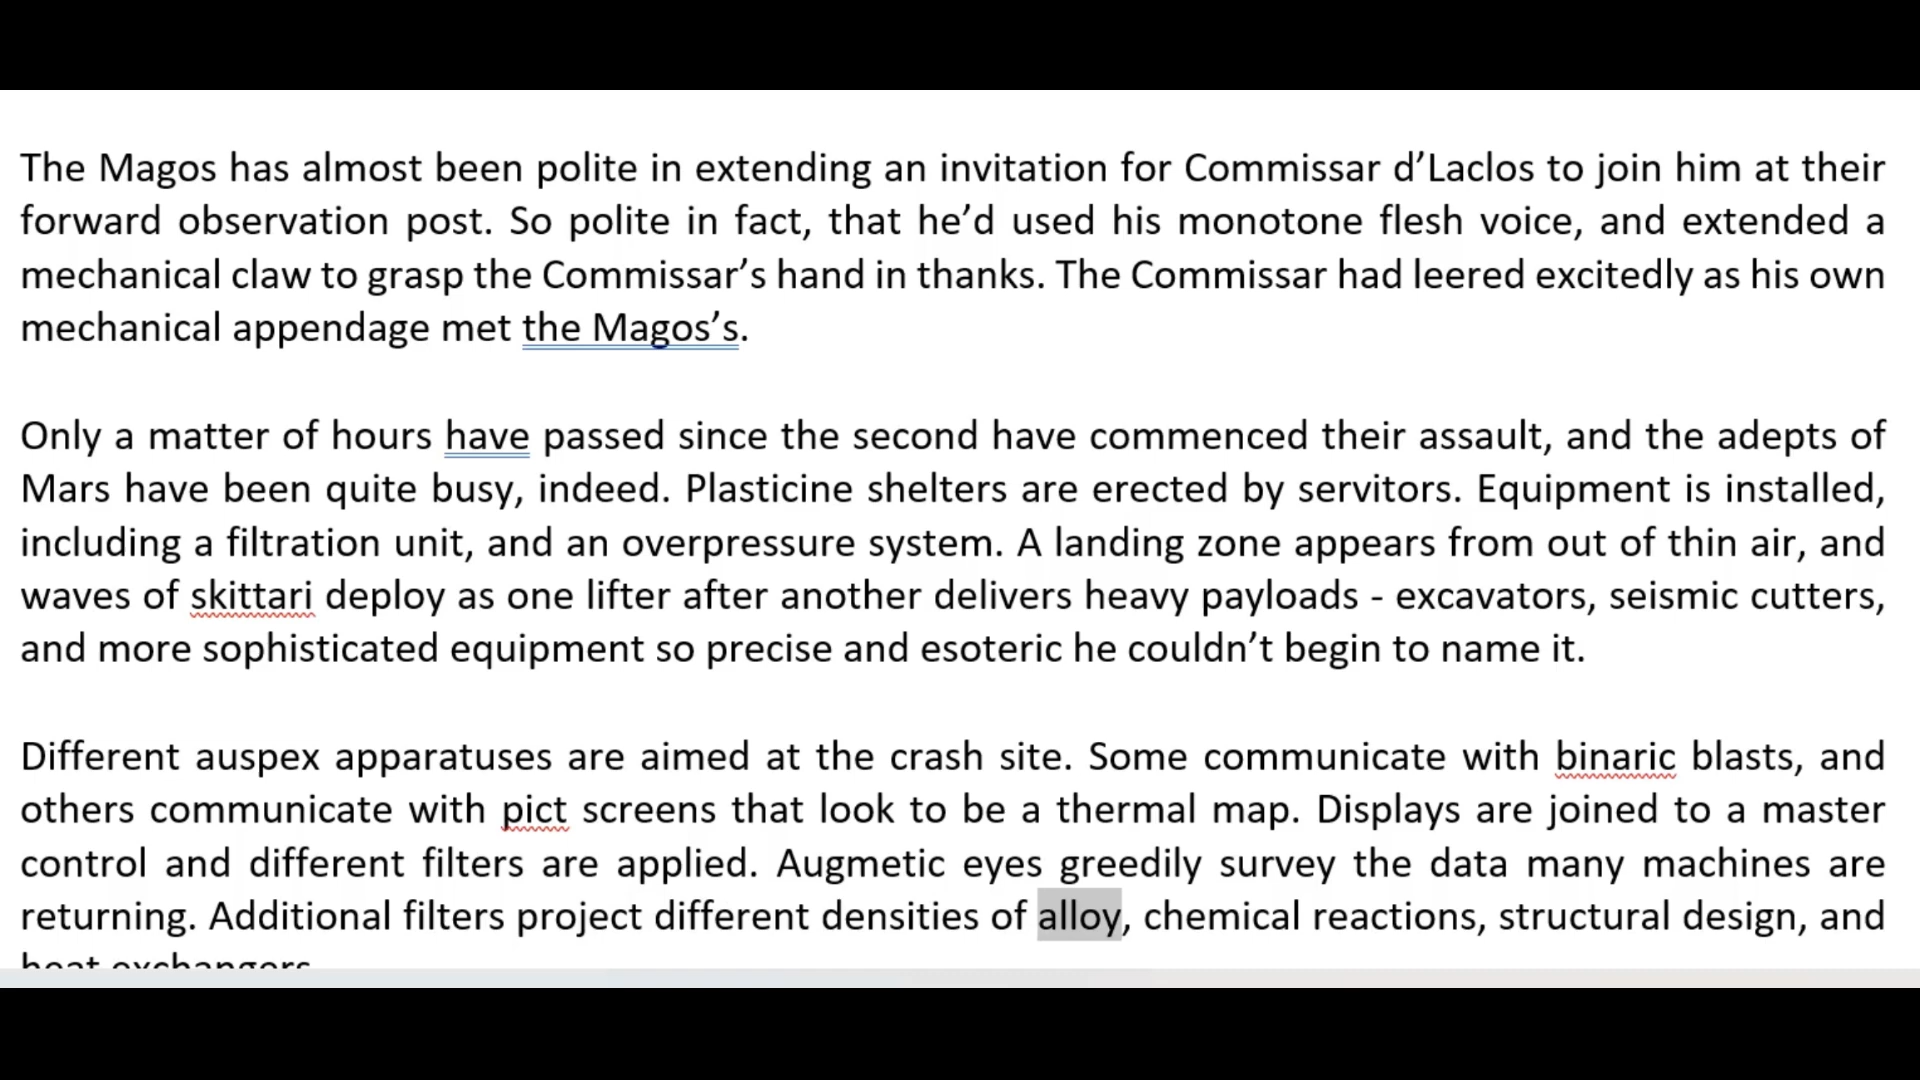 The Magos has almost been polite in extending an invitation for Commissar d’Laclos to join him at their
forward observation post. So polite in fact, that he’d used his monotone flesh voice, and extended a
mechanical claw to grasp the Commissar’s hand in thanks. The Commissar had leered excitedly as his own
mechanical appendage met the Magos’s.
Only a matter of hours have passed since the second have commenced their assault, and the adepts of
Mars have been quite busy, indeed. Plasticine shelters are erected by servitors. Equipment is installed,
including a filtration unit, and an overpressure system. A landing zone appears from out of thin air, and
waves of skittari deploy as one lifter after another delivers heavy payloads - excavators, seismic cutters,
and more sophisticated equipment so precise and esoteric he couldn’t begin to name it.
Different auspex apparatuses are aimed at the crash site. Some communicate with binaric blasts, and
others communicate with pict screens that look to be a thermal map. Displays are joined to a master
control and different filters are applied. Augmetic eyes greedily survey the data many machines are
returning. Additional filters project different densities of alloy, chemical reactions, structural design, and
heat exchangers